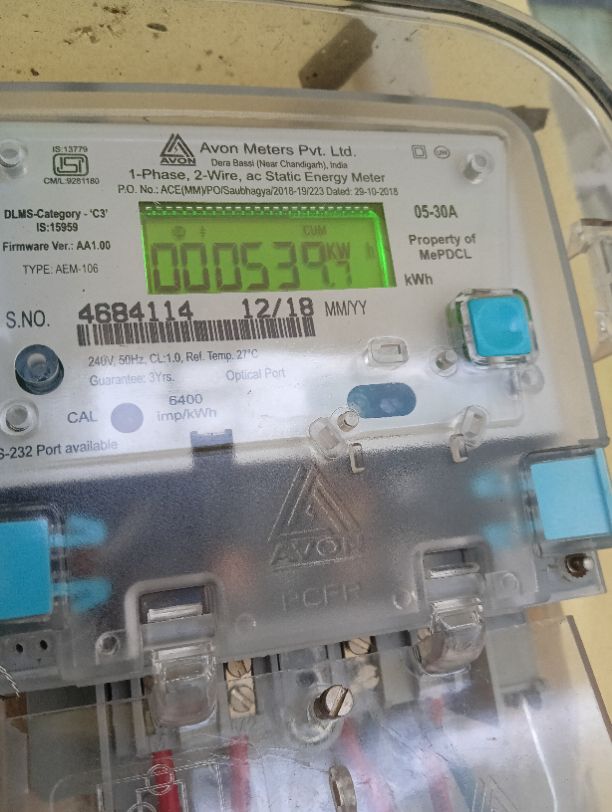 IS:13779
ISI
CM/L:9281180
AVON
Avon Meters Pvt. Ltd.
Dera Bassi (Near Chandigarh), India
1-Phase, 2-Wire, ac Static Energy Meter
P.O. No.: ACE(MM)/PO/Saubhagya/2018-19/223 Dated: 29-10-2018
DLMS-Category - 'C3'
IS:15959
Firmware Ver.: AA1.00
TYPE: AEM-106
CUM
KW h
05-30A
Property of
MePDCL
kWh
S.NO. 4684114 12/18 MM/YY
240V, 50Hz, CL:1.0, Ref. Temp. 27°C
Guarantee: 3Yrs. Optical Port
CAL 6400
imp/kWh
S-232 Port available
AVON